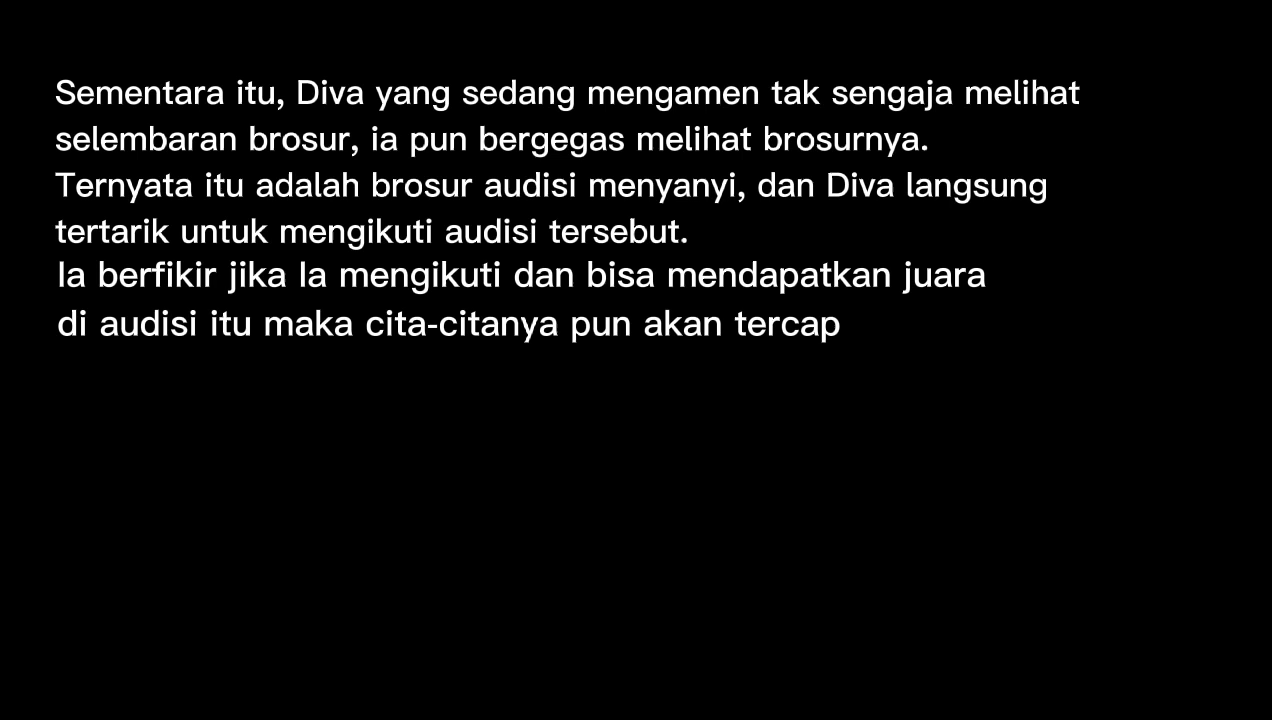 Sementara itu, Diva yang sedang mengamen tak sengaja melihat
selembaran brosur, ia pun bergegas melihat brosurnya.
Ternyata itu adalah brosur audisi menyanyi, dan Diva langsung
tertarik untuk mengikuti audisi tersebut.
Ia berfikir jika Ia mengikuti dan bisa mendapatkan juara
di audisi itu maka cita-citanya pun akan tercap